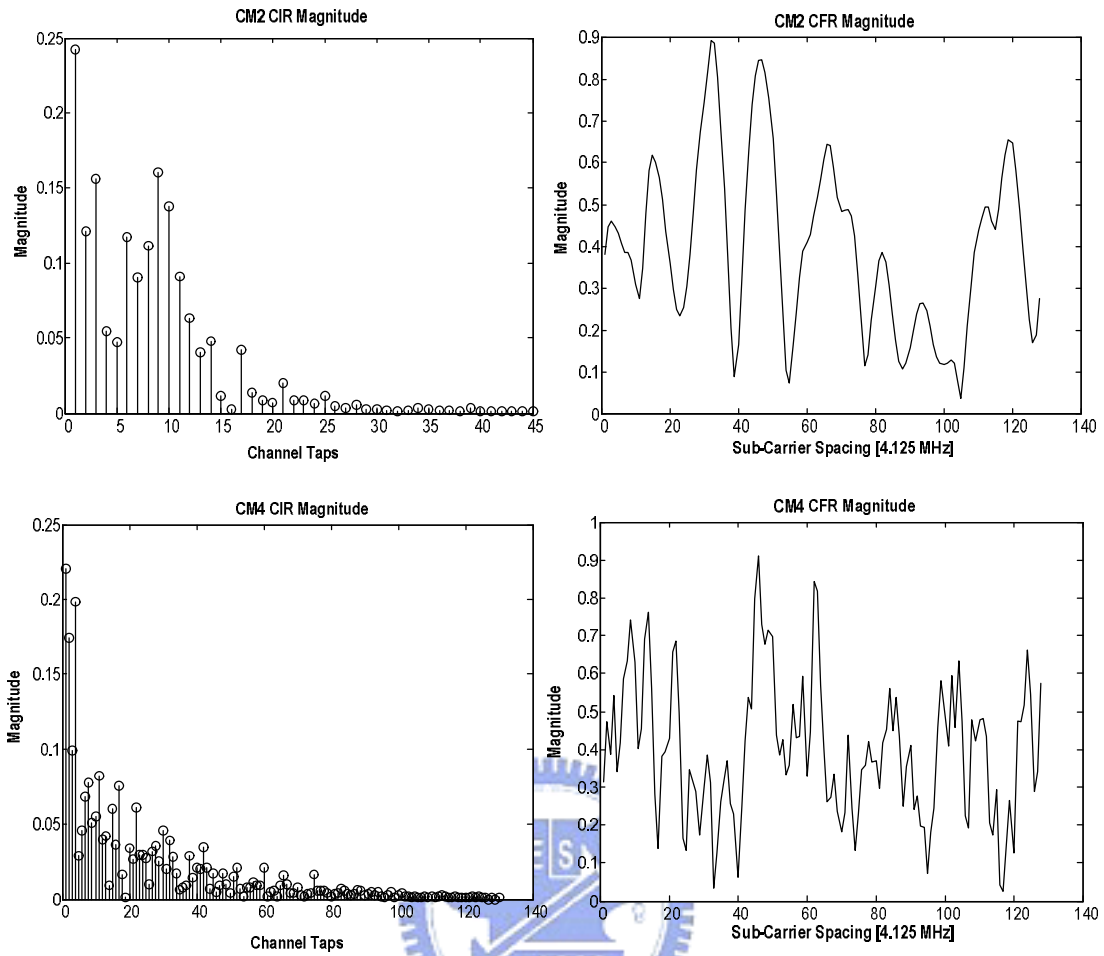 CM2 CIR Magnitude
0.25
0.2
0.15
0.1
0.05
0
Magnitude
0 5 10 15 20 25 30 35 40 45
Channel Taps
CM2 CFR Magnitude
0.9
0.8
0.7
0.6
0.5
0.4
0.3
0.2
0.1
0
Magnitude
0 20 40 60 80 100 120 140
Sub-Carrier Spacing [4.125 MHz]
CM4 CIR Magnitude
0.25
0.2
0.15
0.1
0.05
0
Magnitude
0 20 40 60 80 100 120 140
Channel Taps
CM4 CFR Magnitude
1
0.9
0.8
0.7
0.6
0.5
0.4
0.3
0.2
0.1
0
Magnitude
0 20 40 60 80 100 120 140
Sub-Carrier Spacing [4.125 MHz]
E S